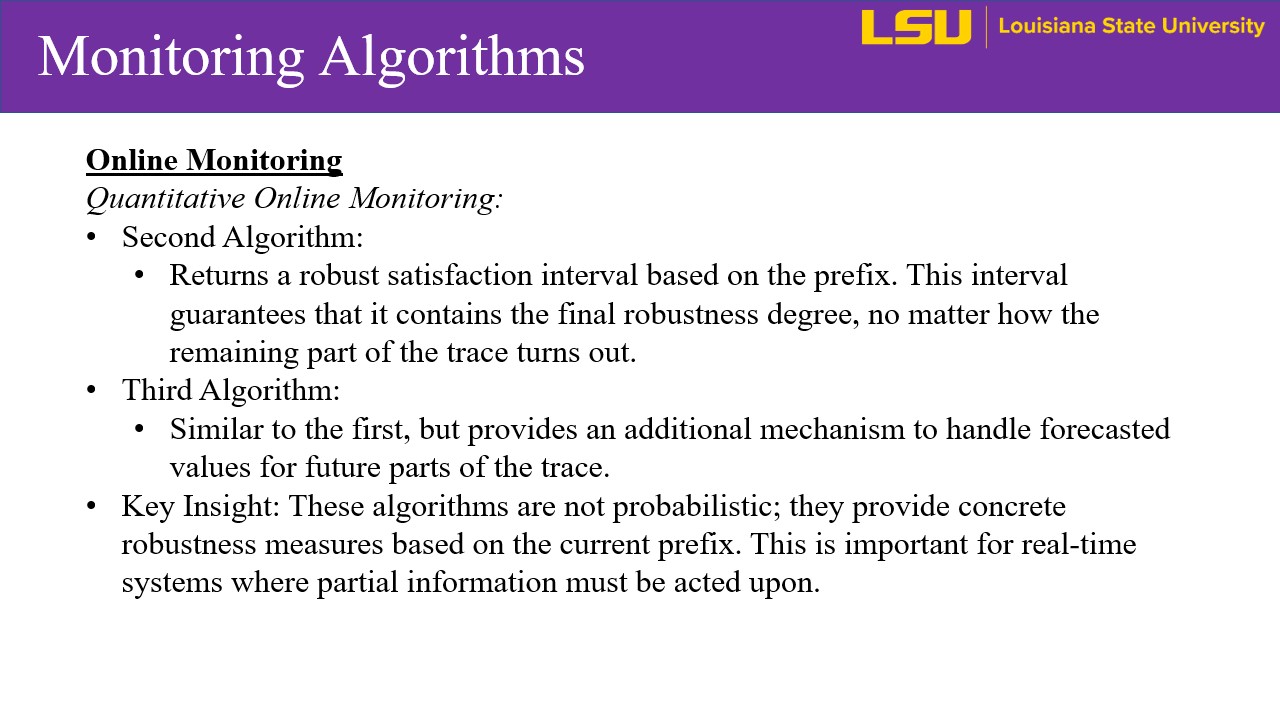 Monitoring Algorithms
LSU
Louisiana State University
Online Monitoring
Quantitative Online Monitoring:
• Second Algorithm:
• Returns a robust satisfaction interval based on the prefix. This interval
guarantees that it contains the final robustness degree, no matter how the
remaining part of the trace turns out.
• Third Algorithm:
• Similar to the first, but provides an additional mechanism to handle forecasted
values for future parts of the trace.
• Key Insight: These algorithms are not probabilistic; they provide concrete
robustness measures based on the current prefix. This is important for real-time
systems where partial information must be acted upon.